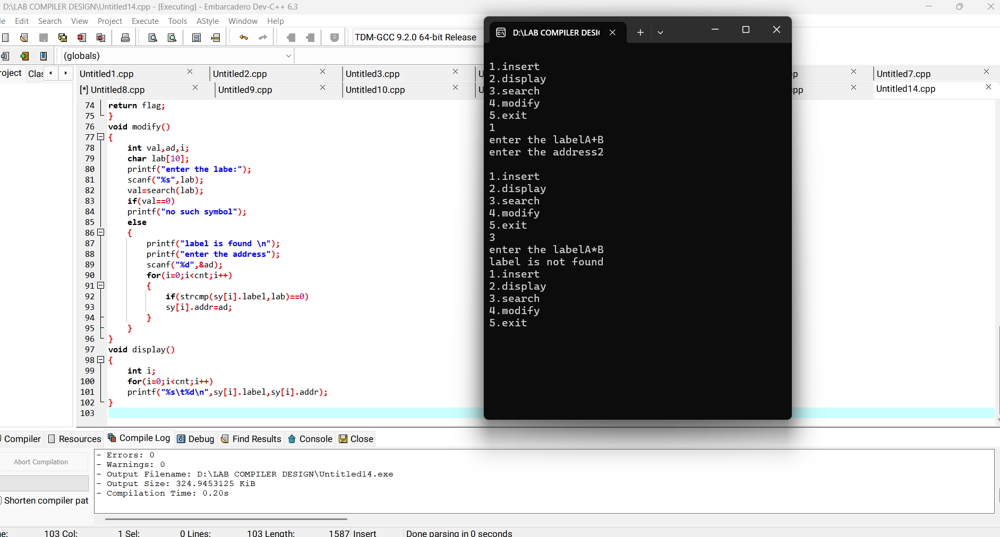 D:\LAB COMPILER DESIGN\Untitled14.cpp - [Executing] - Embarcadero Dev-C++ 6.3
Edit Search View Project Execute Tools AStyle Window Help
TDM-GCC 9.2.0 64-bit Release
(globals)
roject Clas
Untitled1.cpp Untitled2.cpp Untitled3.cpp Untitled7.cpp
[*] Untitled8.cpp Untitled9.cpp Untitled10.cpp Untitled14.cpp
74 return flag;
75 }
76 void modify()
77 {
78 int val,ad,i;
79 char lab[10];
80 printf("enter the labe:");
81 scanf("%s",lab);
82 val=search(lab);
83 if(val==0)
84 printf("no such symbol");
85 else
86 {
87 printf("label is found \n");
88 printf("enter the address");
89 scanf("%d",&ad);
90 for(i=0;i<cnt;i++)
91 {
92 if(strcmp(sy[i].label,lab)==0)
93 sy[i].addr=ad;
94 }
95 }
96 }
97 void display()
98 {
99 int i;
100 for(i=0;i<cnt;i++)
101 printf("%s\t%d\n",sy[i].label,sy[i].addr);
102 }
103
D:\LAB COMPILER DESI
1.insert
2.display
3.search
4.modify
5.exit
1
enter the labelA+B
enter the address2
1.insert
2.display
3.search
4.modify
5.exit
3
enter the labelA*B
label is not found
1.insert
2.display
3.search
4.modify
5.exit
Compiler Resources Compile Log Debug Find Results Console Close
Abort Compilation
Shorten compiler pat
- Errors: 0
- Warnings: 0
- Output Filename: D:\LAB COMPILER DESIGN\Untitled14.exe
- Output Size: 324.9453125 KiB
- Compilation Time: 0.20s
103 Col: 1 Sel: 0 Lines: 103 Length: 1587 Insert Done parsing in 0 seconds